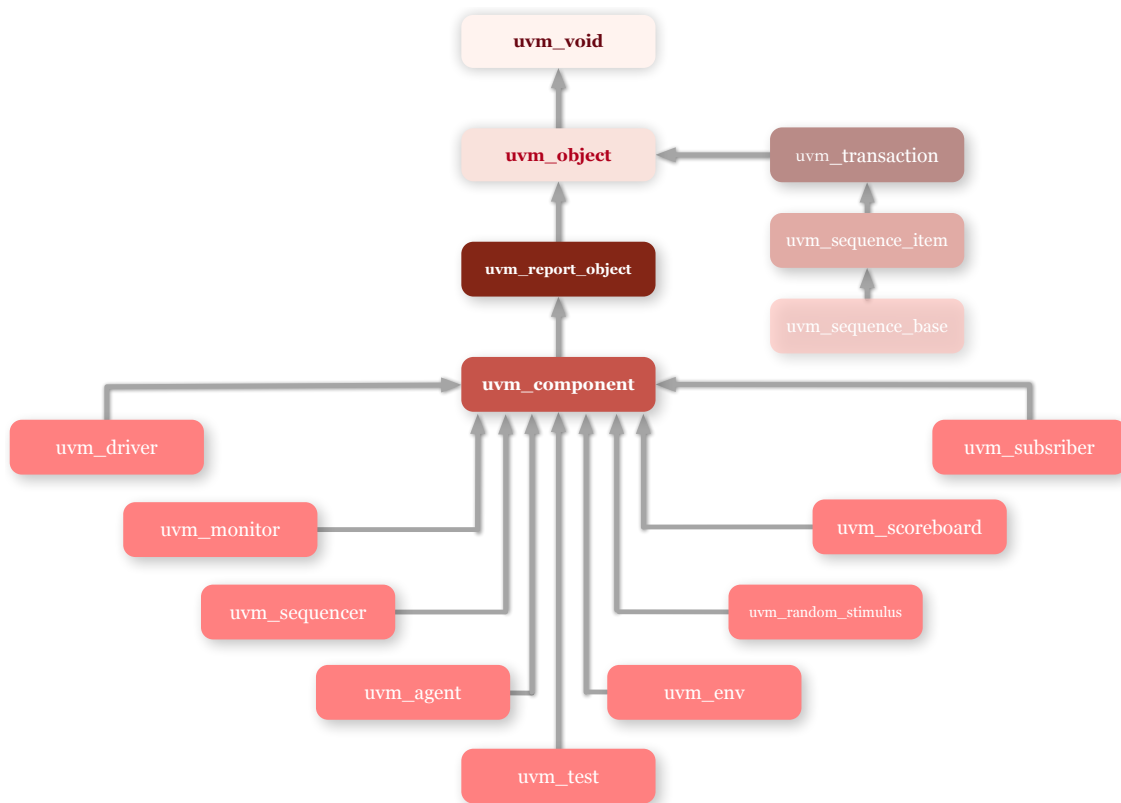 uvm_void
uvm_object
uvm_transaction
uvm_sequence_item
uvm_report_object
uvm_sequence_base
uvm_component
uvm_driver
uvm_subsriber
uvm_monitor
uvm_scoreboard
uvm_sequencer
uvm_random_stimulus
uvm_agent
uvm_env
uvm_test